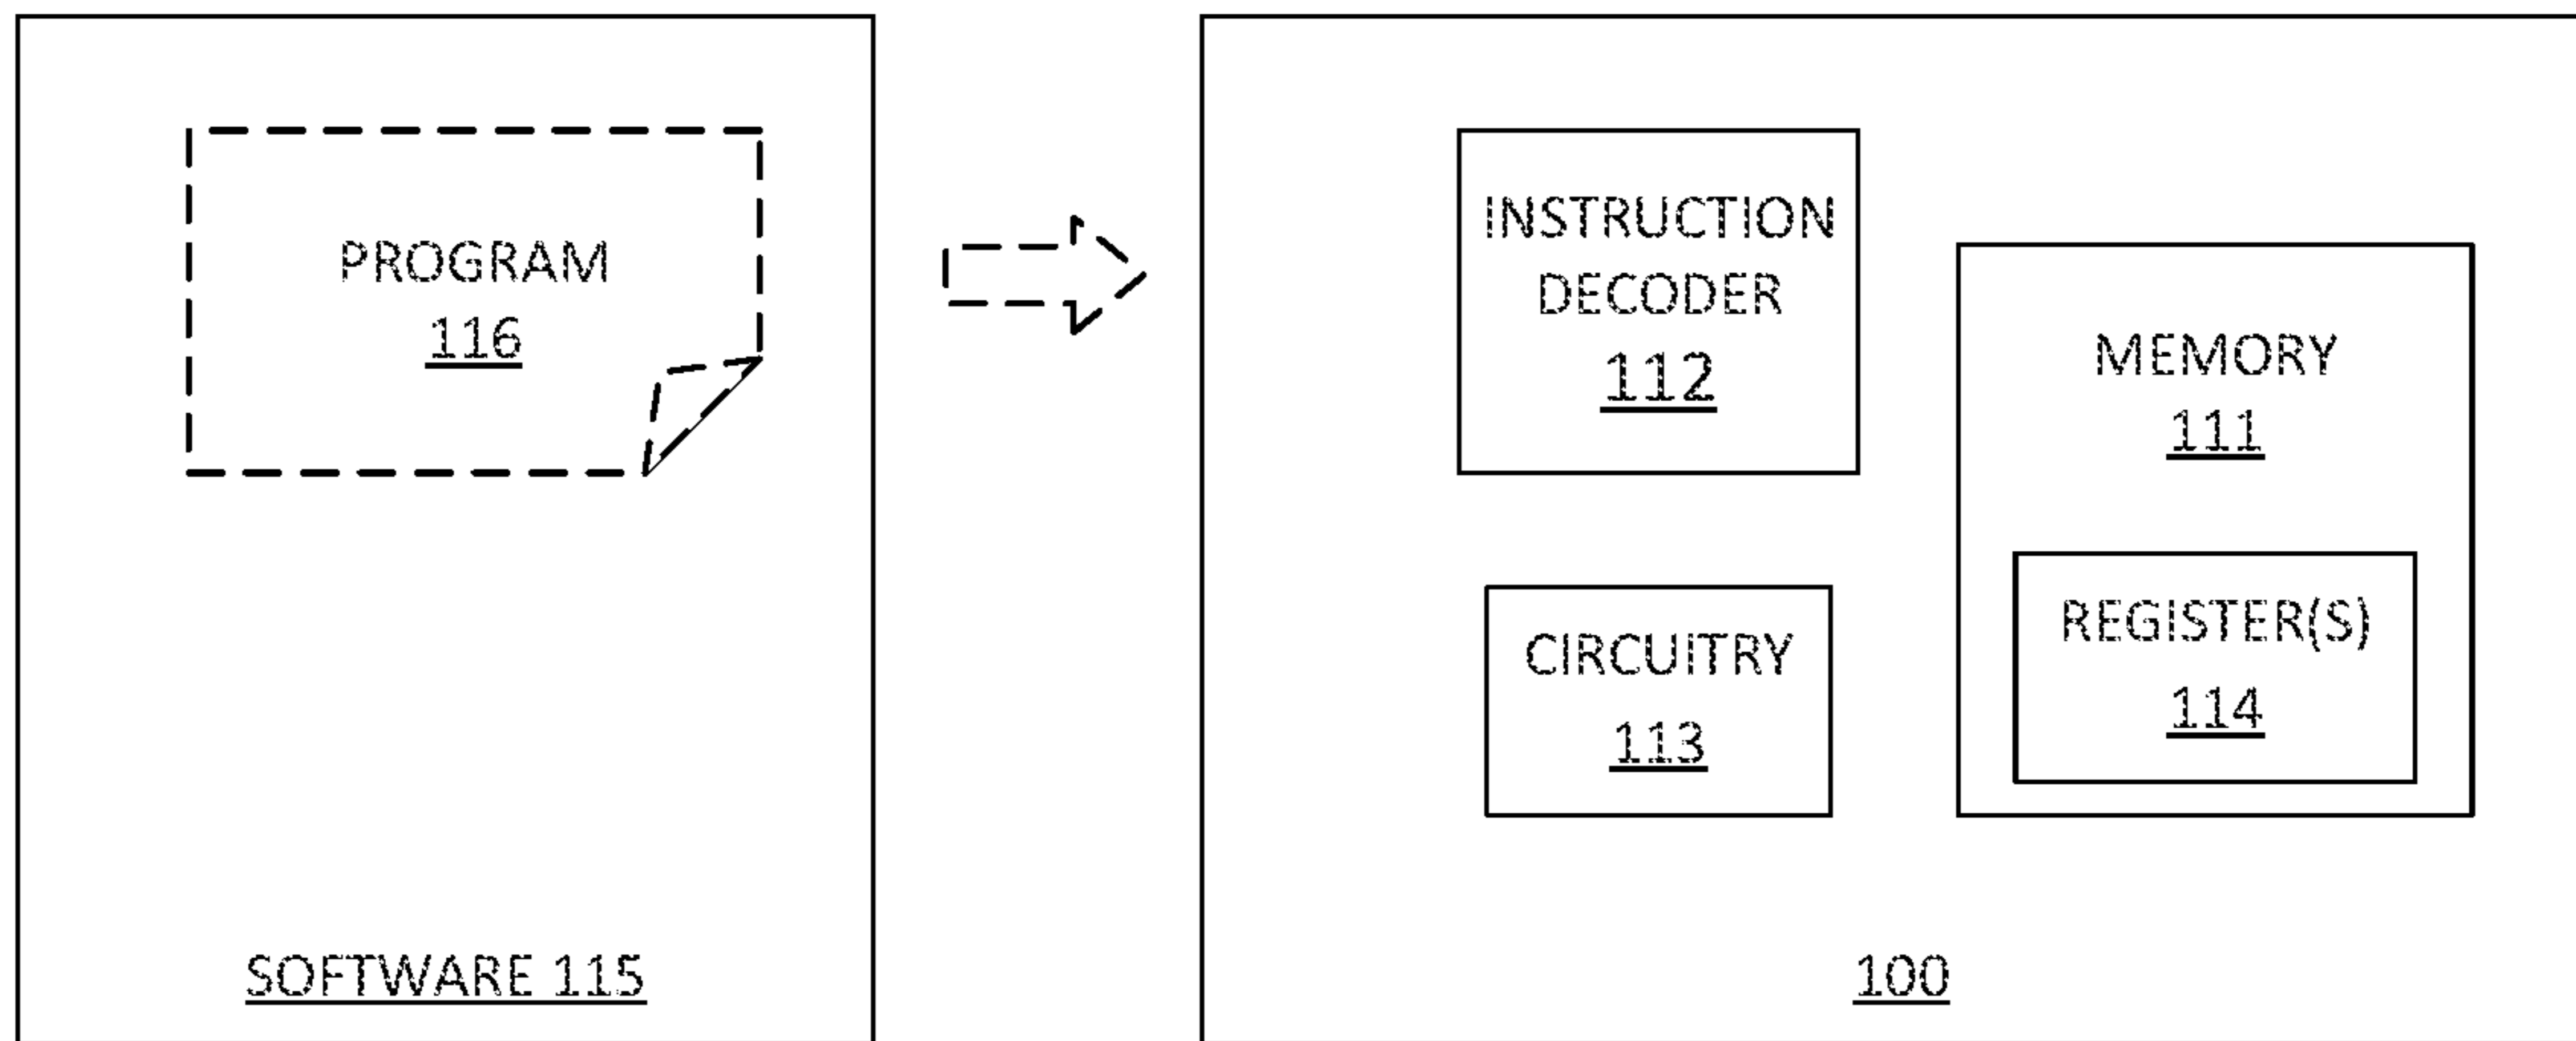 PROGRAM
116
SOFTWARE 115
INSTRUCTION
DECODER
112
CIRCUITRY
113
MEMORY
111
REGISTER(S)
114
100